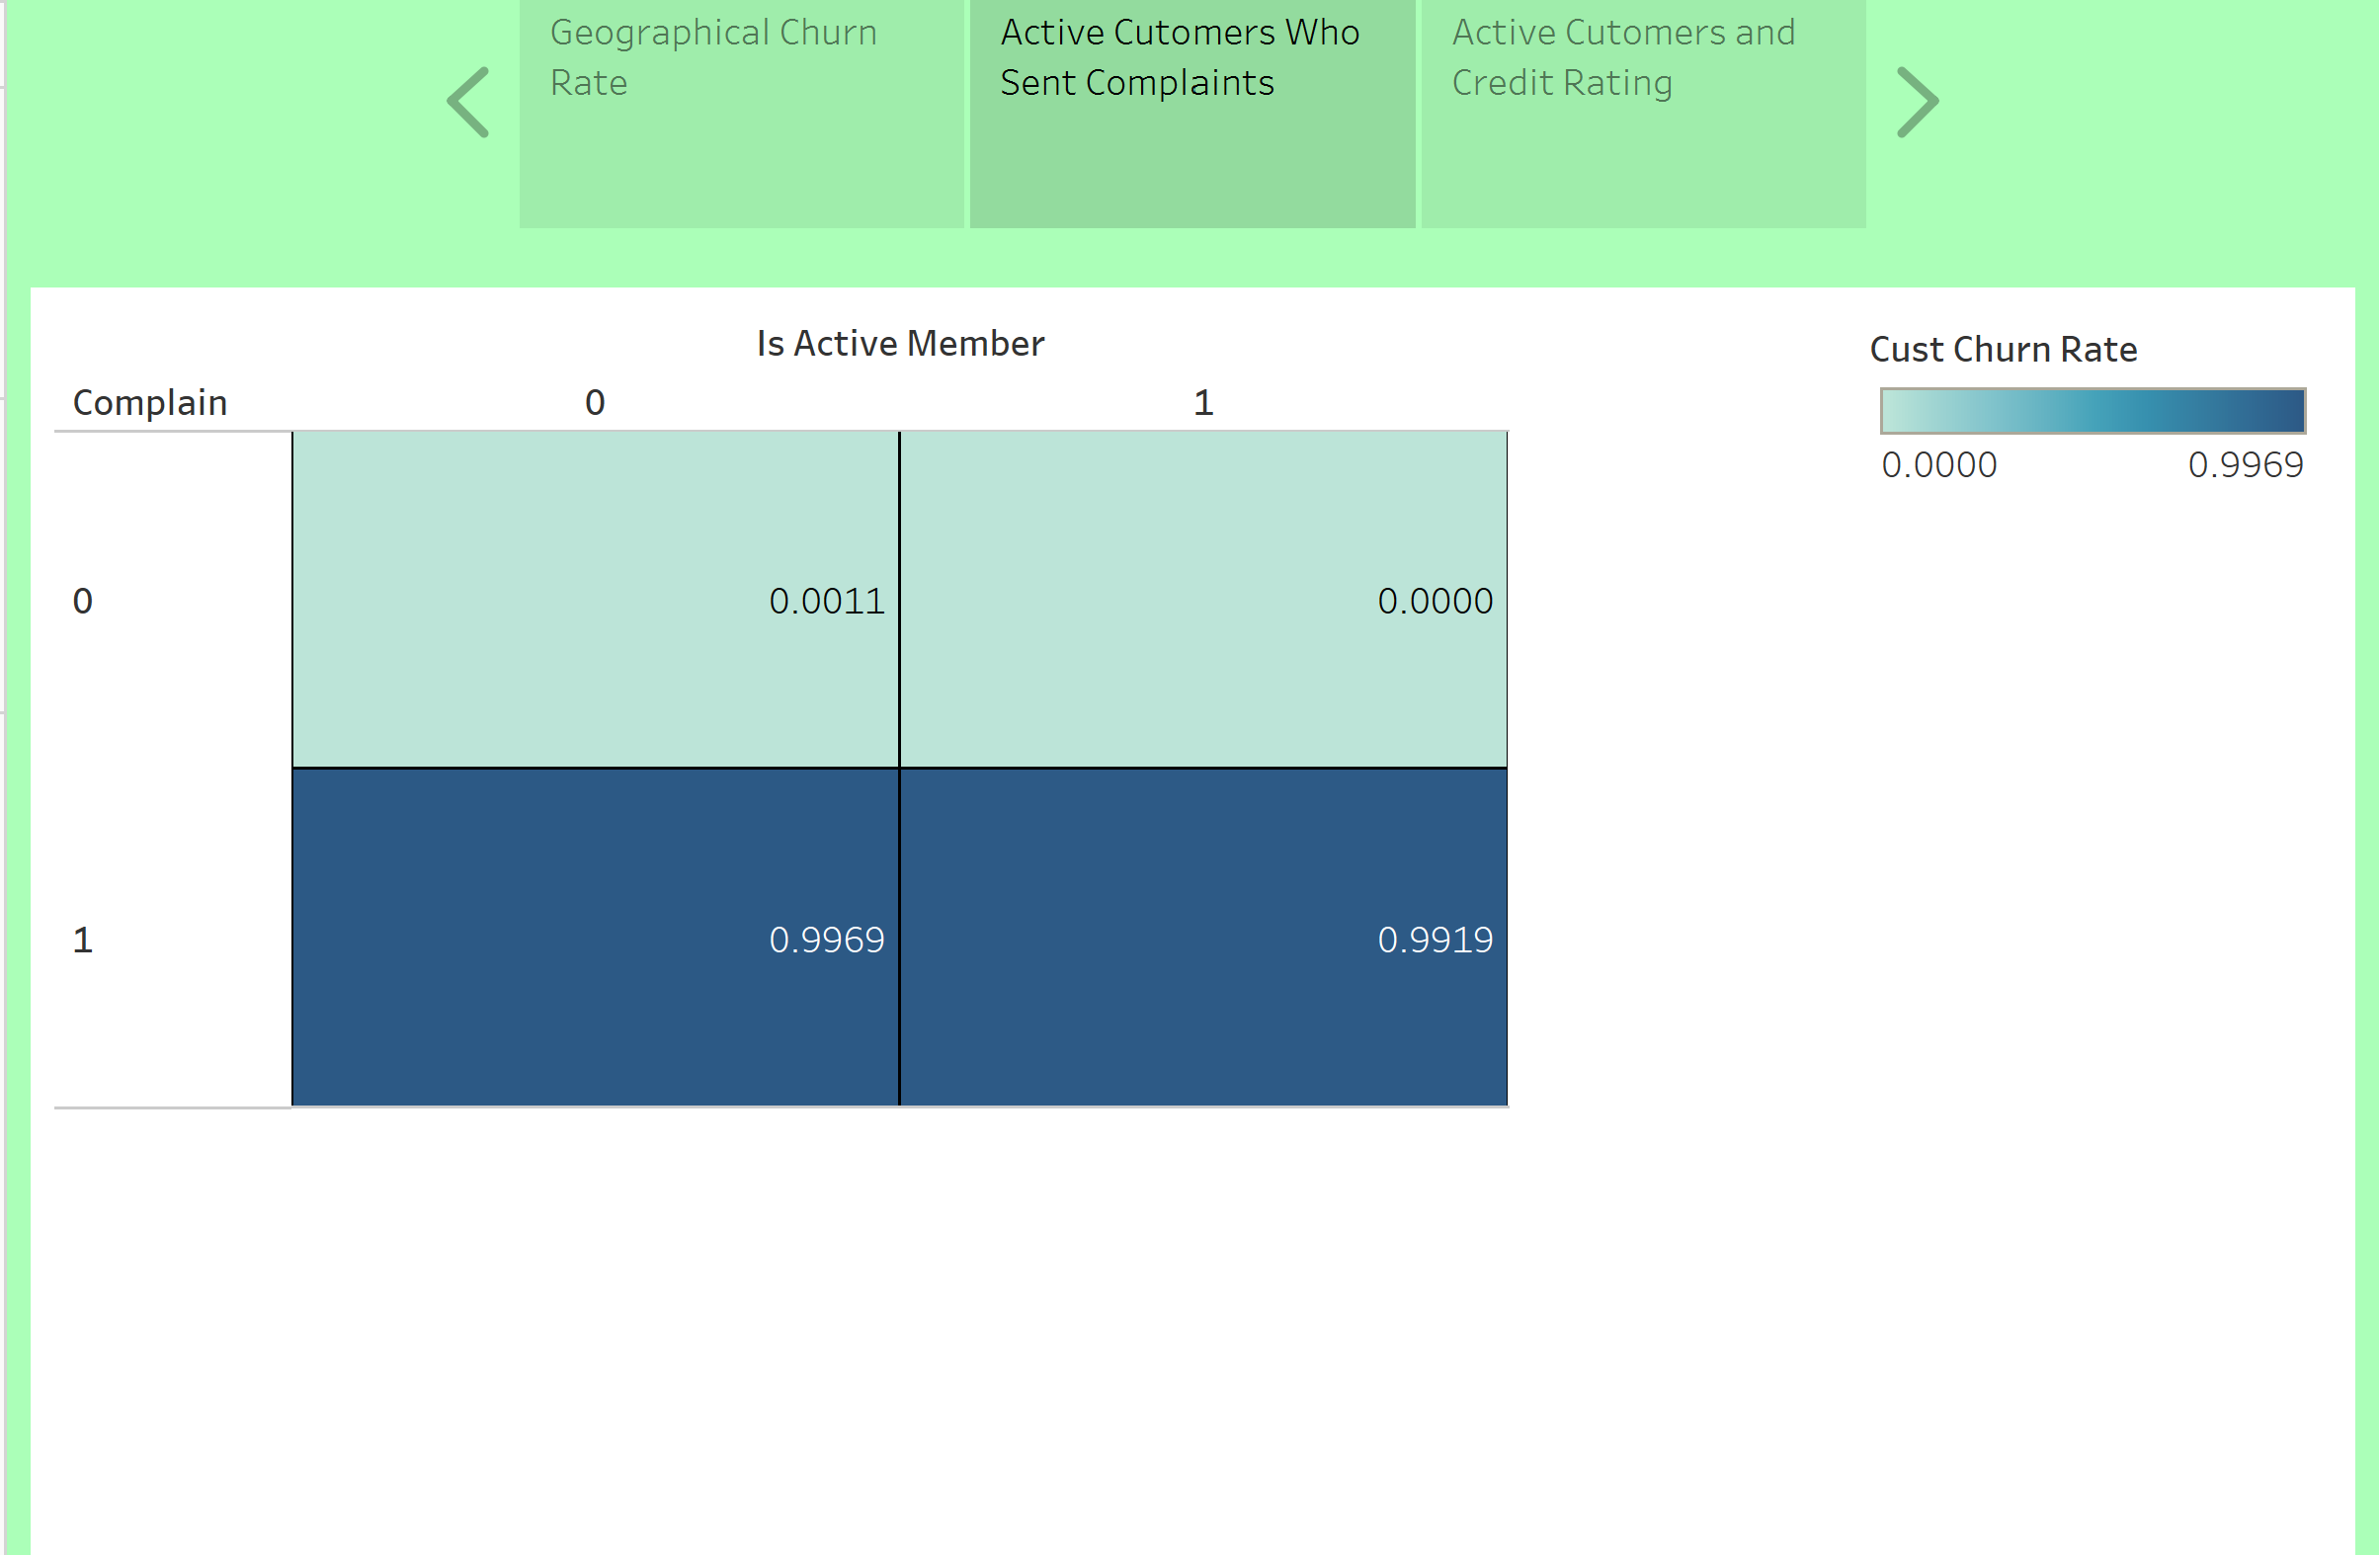 Geographical Churn
Rate
Active Cutomers Who
Sent Complaints
Active Cutomers and
Credit Rating
Is Active Member
Complain 0 1
0 0.0011 0.0000
1 0.9969 0.9919
Cust Churn Rate
0.0000 0.9969